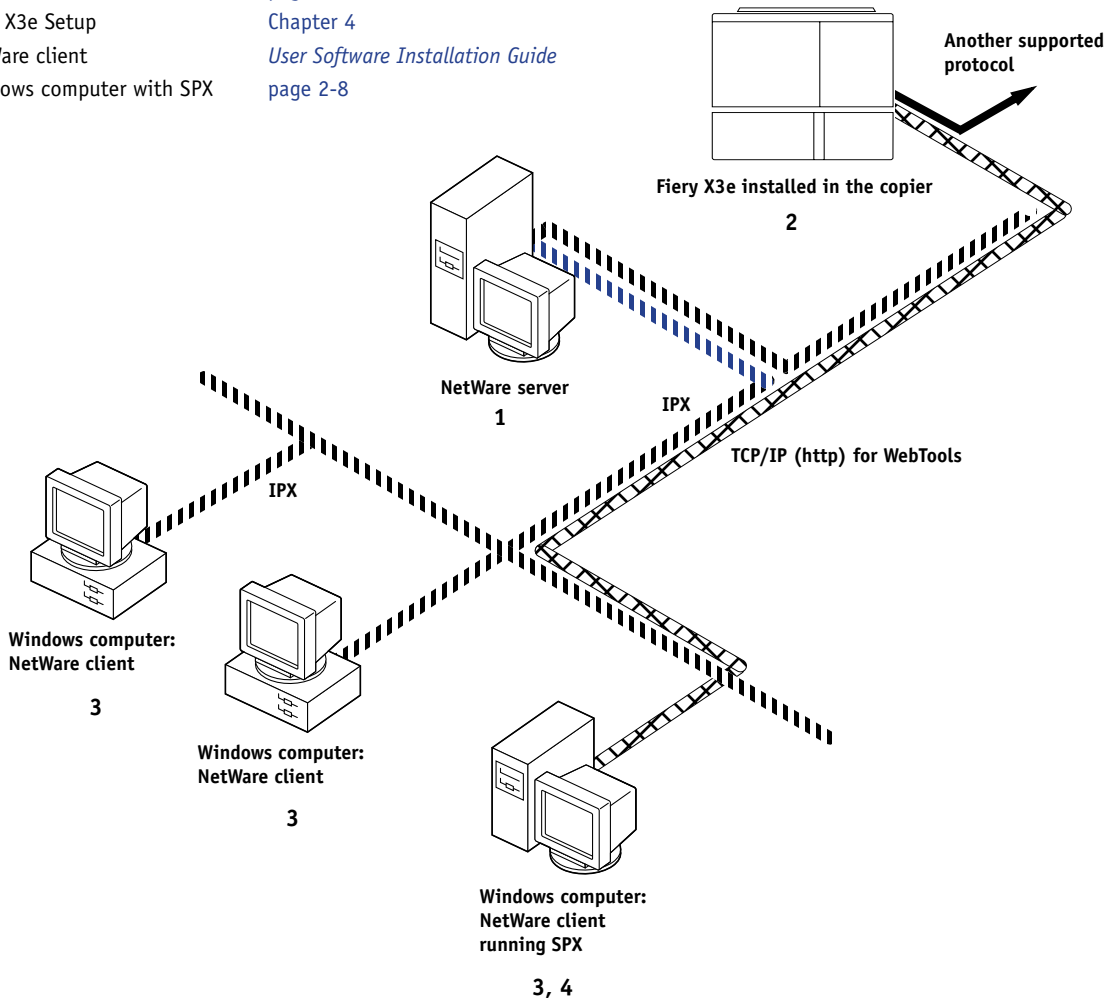 X3e Setup Chapter 4
client User Software Installation Guide
computer with SPX page 2-8
Another supported
protocol
Fiery X3e installed in the copier
2
NetWare server
1
IPX
TCP/IP (http) for WebTools
IPX
Windows computer:
NetWare client
3
Windows computer:
NetWare client
3
Windows computer:
NetWare client
running SPX
3, 4